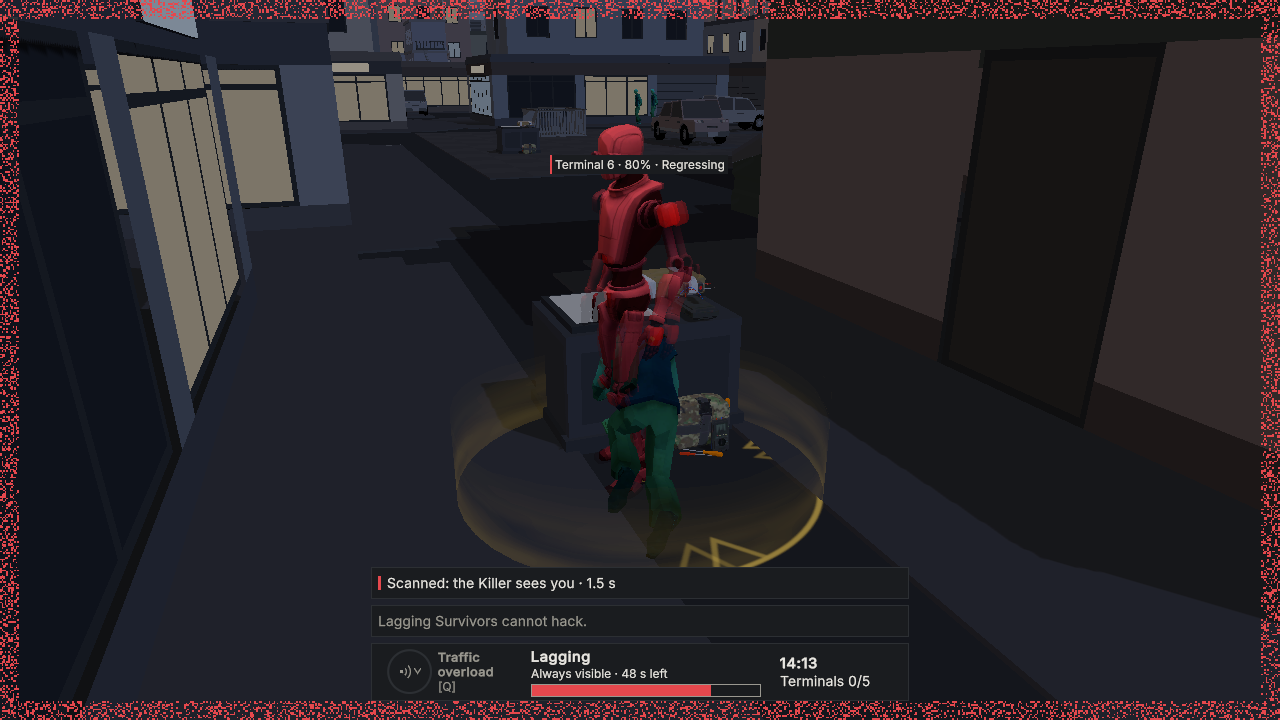 Terminal 6 · 80% · Regressing
Scanned: the Killer sees you · 1.5 s
Lagging Survivors cannot hack.
Traffic overload [Q]
Lagging
Always visible · 48 s left
14:13
Terminals 0/5